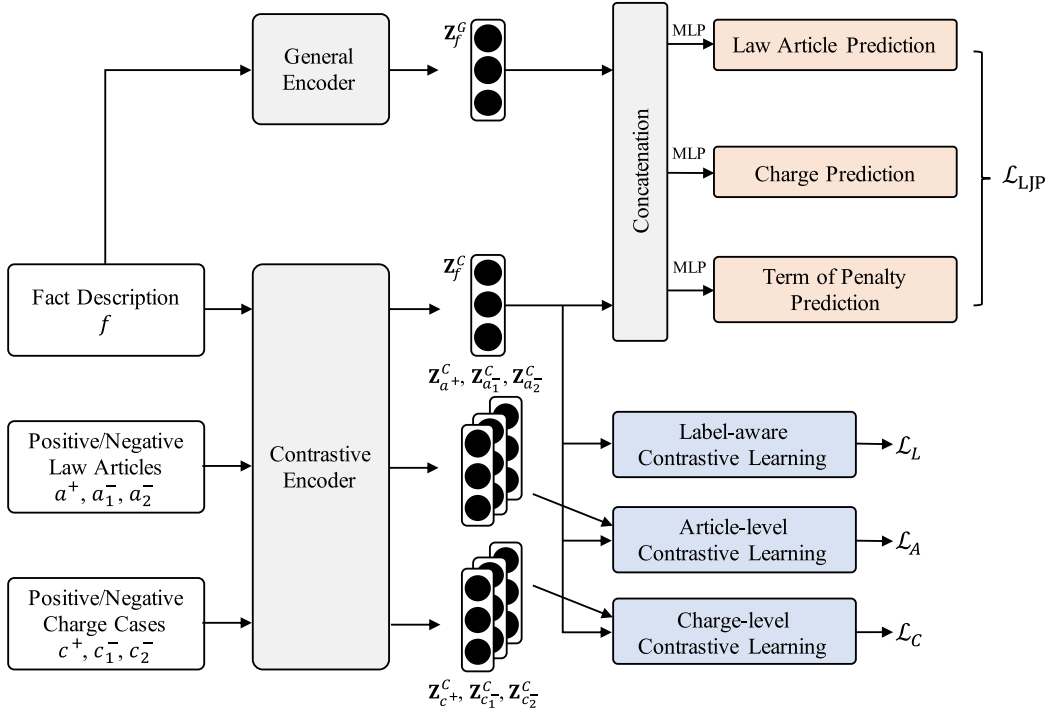 General
Encoder
Z_f^G
Concatenation
MLP
Law Article Prediction
MLP
Charge Prediction
MLP
Term of Penalty
Prediction
ℒ_LJP
Fact Description
f
Contrastive
Encoder
Z_f^C
Z_{a^+}^C, Z_{a_1^-}^C, Z_{a_2^-}^C
Positive/Negative
Law Articles
a^+, a_1^-, a_2^-
Positive/Negative
Charge Cases
c^+, c_1^-, c_2^-
Z_{c^+}^C, Z_{c_1^-}^C, Z_{c_2^-}^C
Label-aware
Contrastive Learning
ℒ_L
Article-level
Contrastive Learning
ℒ_A
Charge-level
Contrastive Learning
ℒ_C